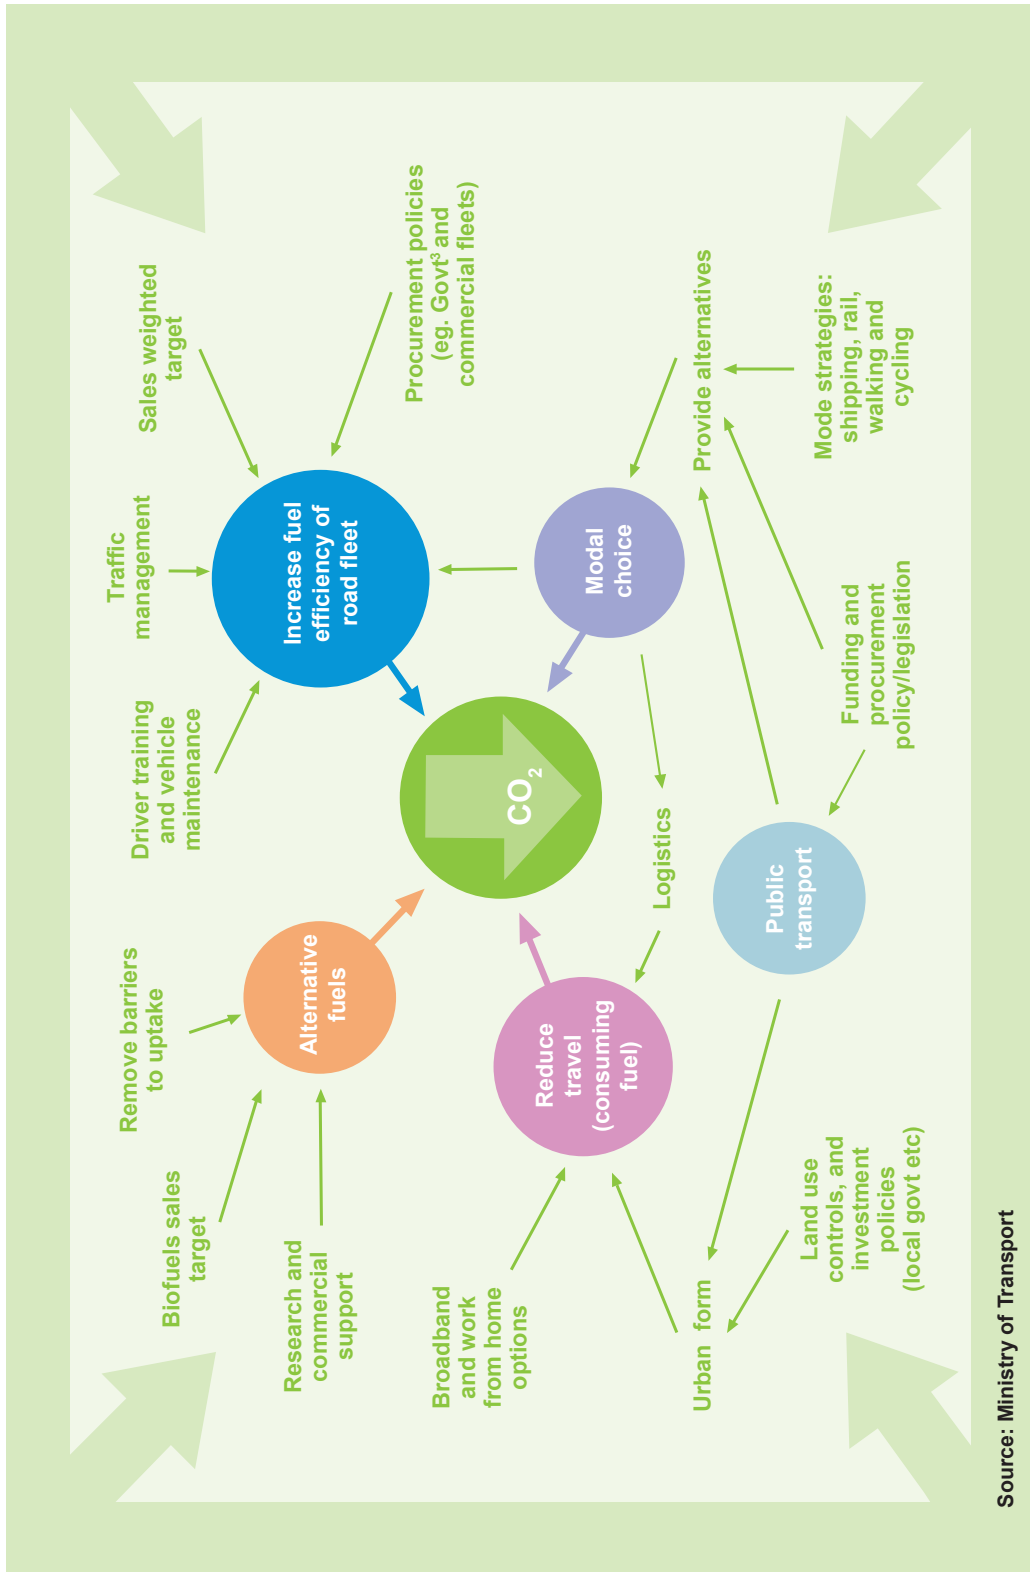 Biofuels sales
target
Remove barriers
to uptake
Driver training
and vehicle
maintenance
Traffic
management
Sales weighted
target
Research and
commercial
support
Alternative
fuels
Increase fuel
efficiency of
road fleet
Procurement policies
(eg. Govt³ and
commercial fleets)
CO₂
Broadband
and work
from home
options
Reduce
travel
(consuming
fuel)
Modal
choice
Logistics
Urban form
Provide alternatives
Public
transport
Land use
controls, and
investment
policies
(local govt etc)
Funding and
procurement
policy/legislation
Mode strategies:
shipping, rail,
walking and
cycling
Source: Ministry of Transport